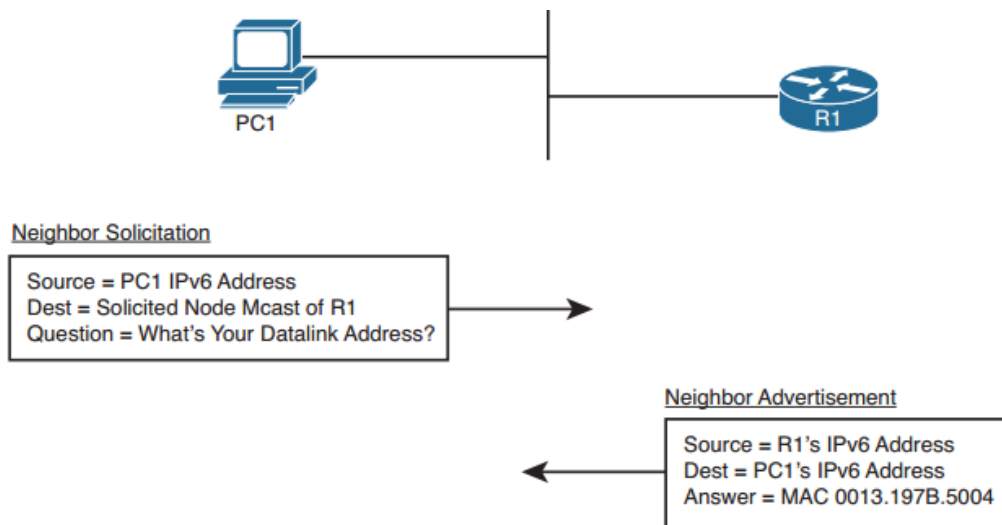 PC1
R1
Neighbor Solicitation
Source = PC1 IPv6 Address
Dest = Solicited Node Mcast of R1
Question = What's Your Datalink Address?
Neighbor Advertisement
Source = R1's IPv6 Address
Dest = PC1's IPv6 Address
Answer = MAC 0013.197B.5004